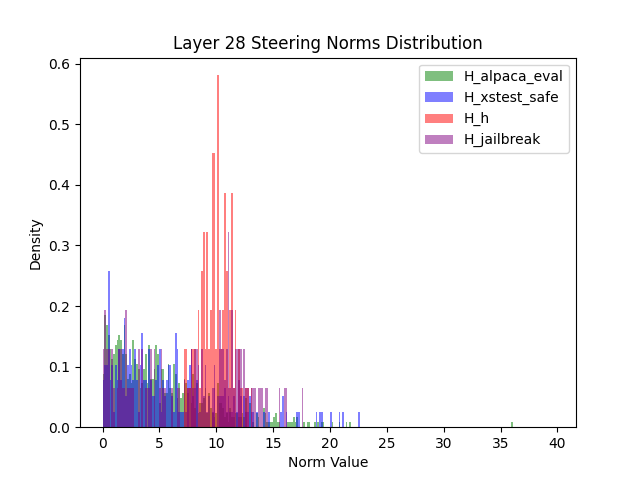 Layer 28 Steering Norms Distribution
H_alpaca_eval
H_xstest_safe
H_h
H_jailbreak
Density
0.6
0.5
0.4
0.3
0.2
0.1
0.0
0 5 10 15 20 25 30 35 40
Norm Value